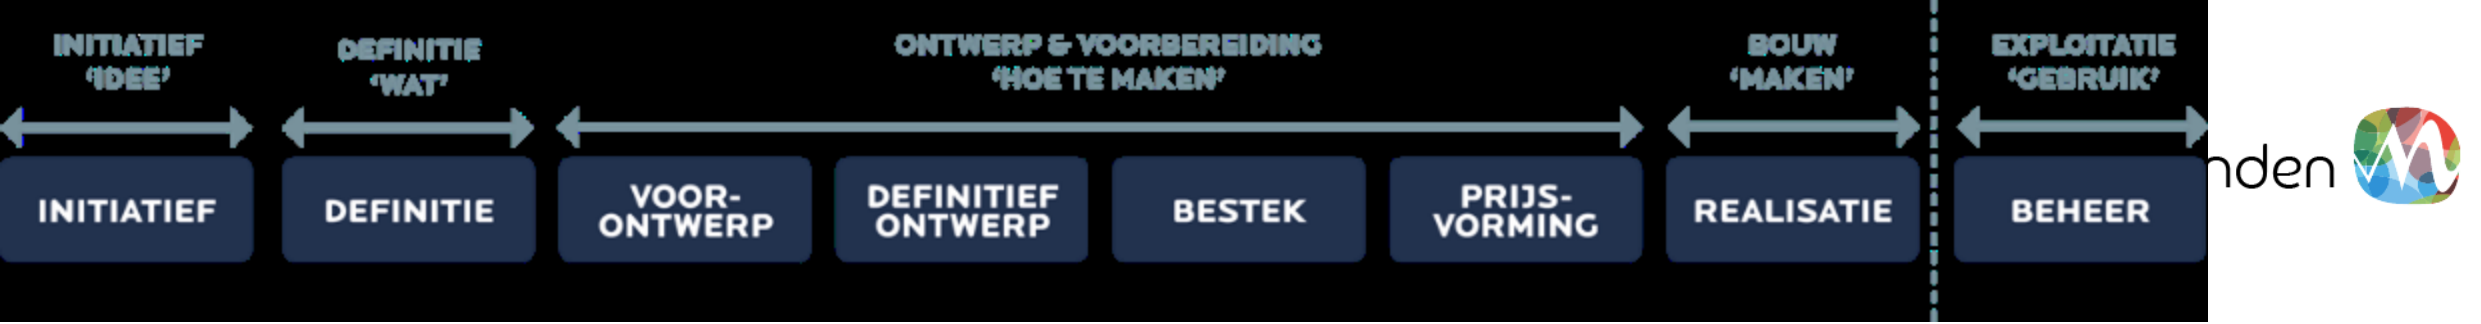 INITIATIEF
‘IDEE’
DEFINITIE
‘WAT’
ONTWERP & VOORBEREIDING
‘HOE TE MAKEN’
BOUW
‘MAKEN’
EXPLOITATIE
‘GEBRUIK’
INITIATIEF
DEFINITIE
VOOR-
ONTWERP
DEFINITIEF
ONTWERP
BESTEK
PRIJS-
VORMING
REALISATIE
BEHEER
nden